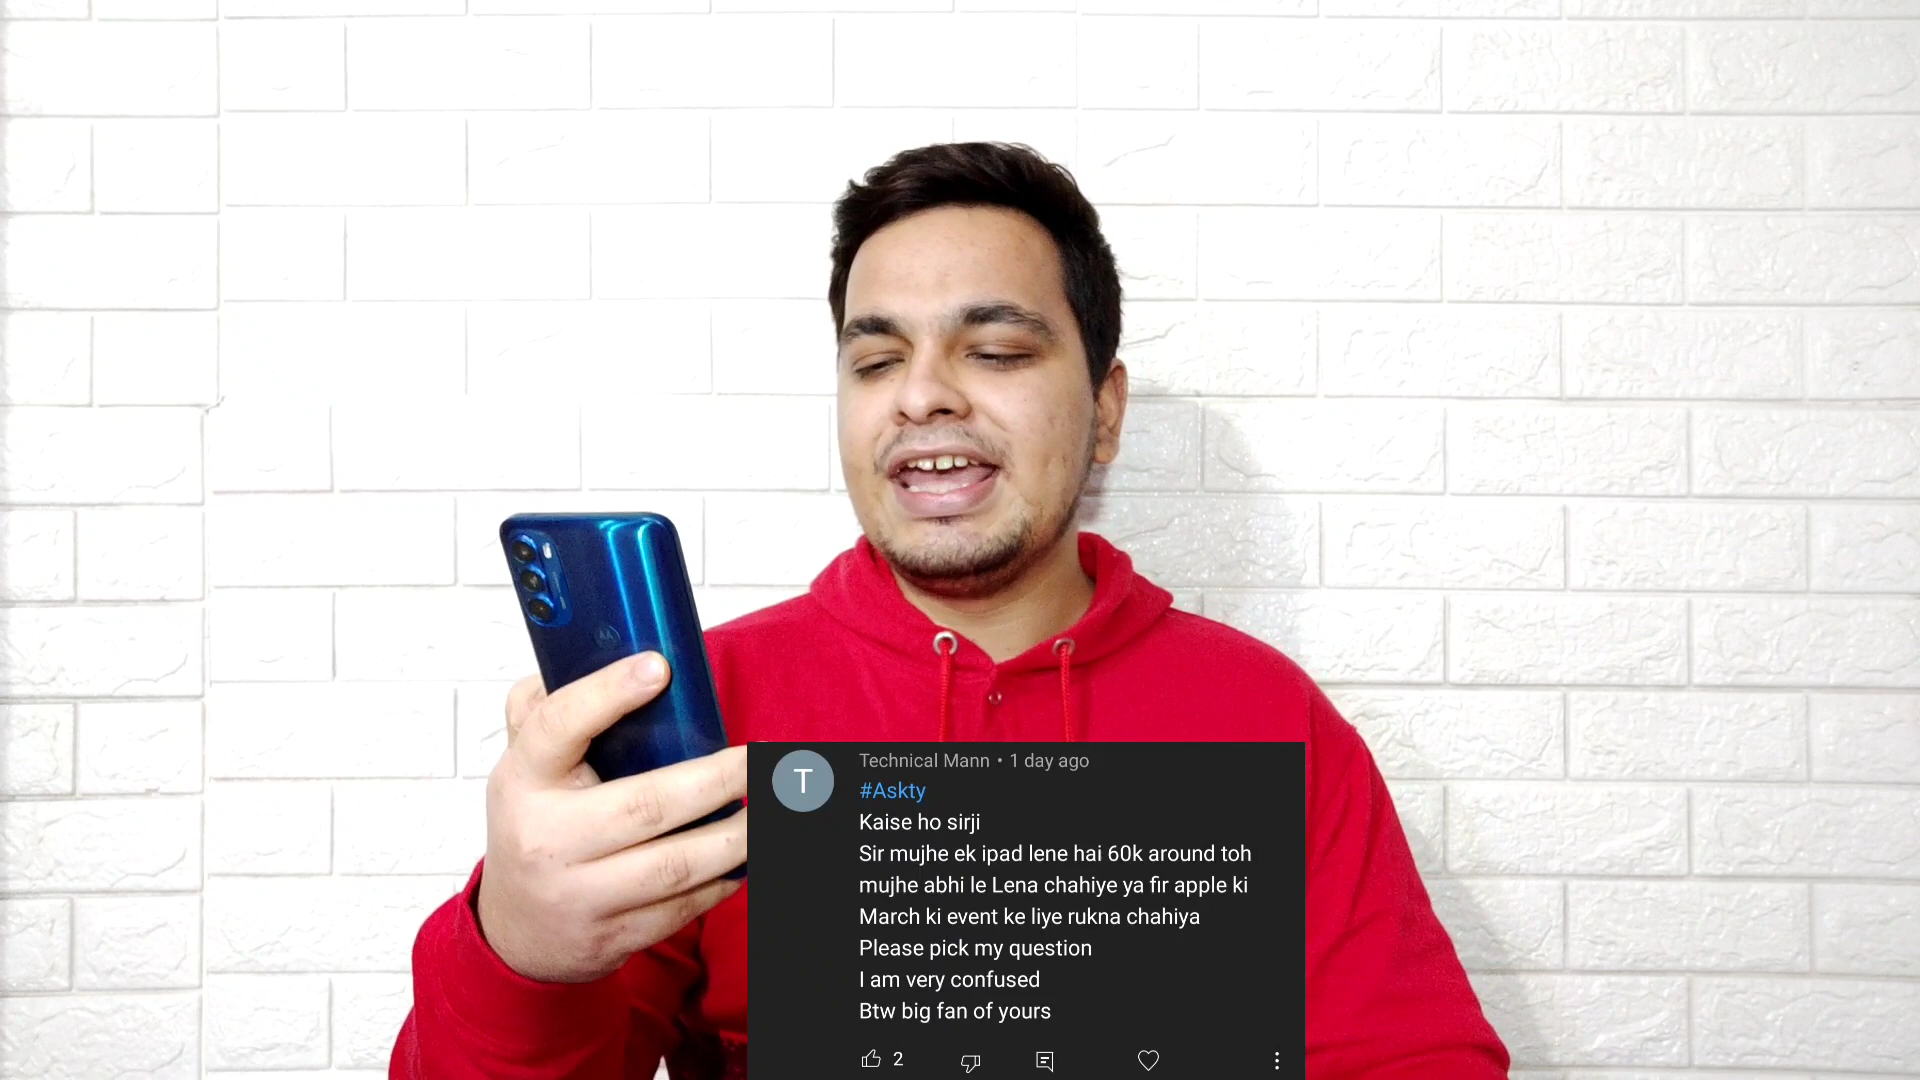 T
Technical Mann • 1 day ago
#Askty
Kaise ho sirji
Sir mujhe ek ipad lene hai 60k around toh
mujhe abhi le Lena chahiye ya fir apple ki
March ki event ke liye rukna chahiya
Please pick my question
I am very confused
Btw big fan of yours
2